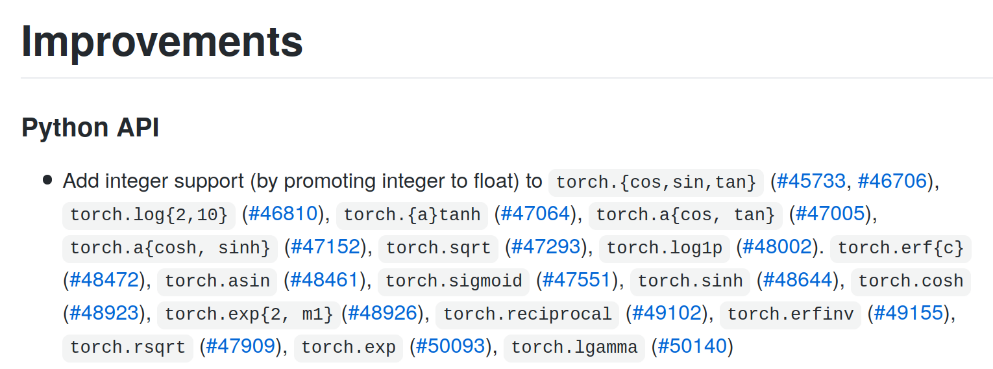 Improvements
Python API
• Add integer support (by promoting integer to float) to torch.{cos,sin,tan} (#45733, #46706),
torch.log{2,10} (#46810), torch.{a}tanh (#47064), torch.a{cos, tan} (#47005),
torch.a{cosh, sinh} (#47152), torch.sqrt (#47293), torch.log1p (#48002). torch.erf{c}
(#48472), torch.asin (#48461), torch.sigmoid (#47551), torch.sinh (#48644), torch.cosh
(#48923), torch.exp{2, m1} (#48926), torch.reciprocal (#49102), torch.erfinv (#49155),
torch.rsqrt (#47909), torch.exp (#50093), torch.lgamma (#50140)